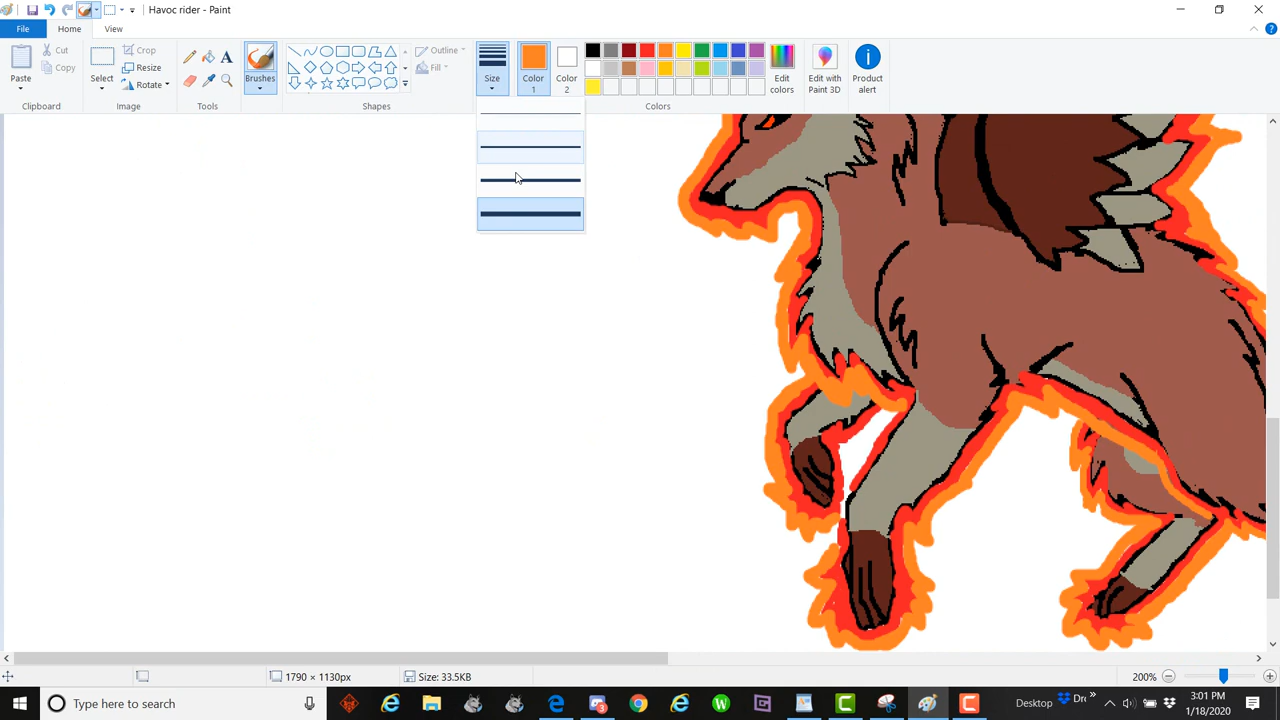 Havoc rider - Paint
File Home View
Paste
Cut
Copy
Clipboard
Select
Crop
Resize
Rotate
Image
Tools
Brushes
Shapes
Outline
Fill
Size
Color 1
Color 2
Colors
Edit colors
Edit with Paint 3D
Product alert
1790 × 1130px
Size: 33.5KB
200%
Type here to search
Desktop
Dr
3:01 PM
1/18/2020